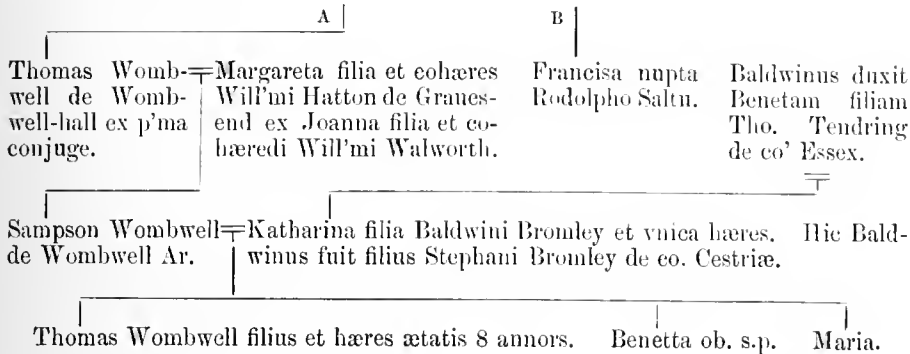 A
B
Thomas Womb-
well de Womb-
well-hall ex p'ma
conjuge.
Margareta filia et cohæres
Will'mi Hatton de Graues-
end ex Joanna filia et co-
hæredi Will'mi Walworth.
Francisa nupta
Rodolpho Saltu.
Baldwinus duxit
Benetam filiam
Tho. Tendring
de co' Essex.
Sampson Wombwell
de Wombwell Ar.
Katharina filia Baldwini Bromley et vnica hæres. Hic Bald-
winus fuit filius Stephani Bromley de co. Cestriæ.
Thomas Wombwell filius et hæres ætatis 8 annors.
Benetta ob. s.p.
Maria.